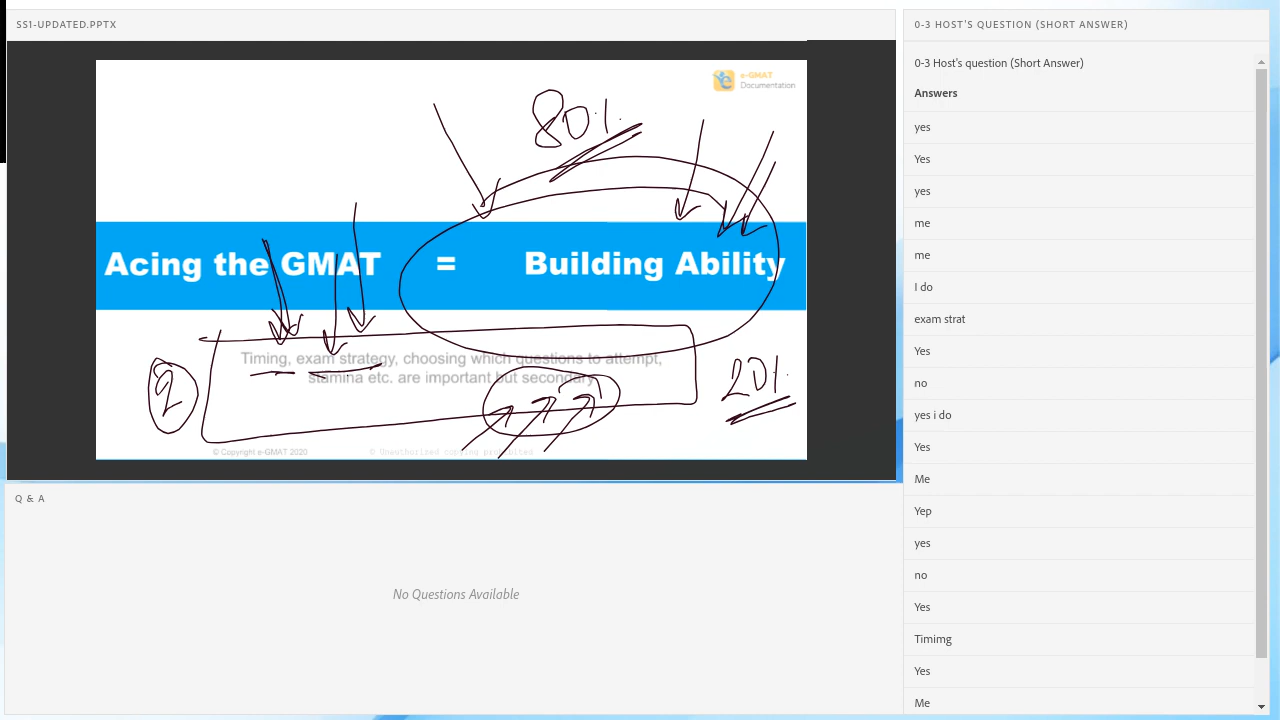 SS1-UPDATED.PPTX
e-GMAT
Documentation
80%
Acing the GMAT = Building Ability
Timing, exam strategy, choosing which questions to attempt,
stamina etc. are important but secondary
2
20%
© Copyright e-GMAT 2020 © Unauthorized copying prohibited
Q & A
No Questions Available
0-3 HOST'S QUESTION (SHORT ANSWER)
0-3 Host's question (Short Answer)
Answers
yes
Yes
yes
me
me
I do
exam strat
Yes
no
yes i do
Yes
Me
Yep
yes
no
Yes
Timimg
Yes
Me